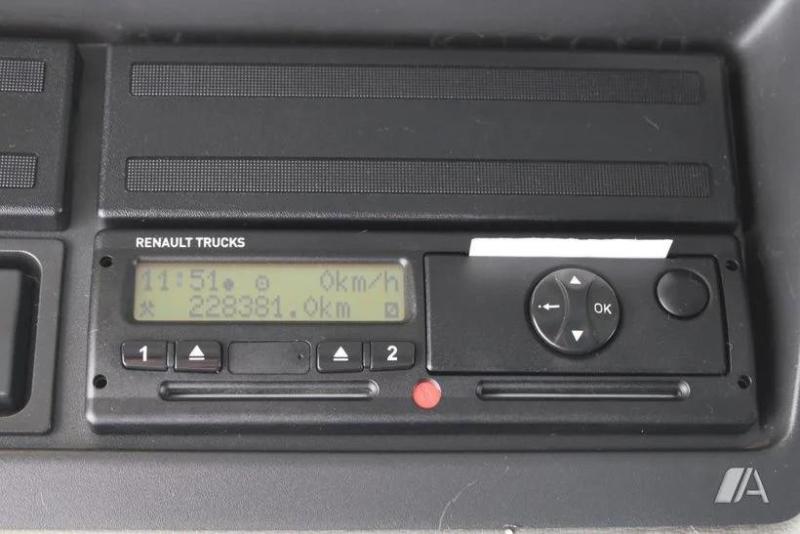 RENAULT TRUCKS
11:51 0km/h
228381.0km
1 2
OK